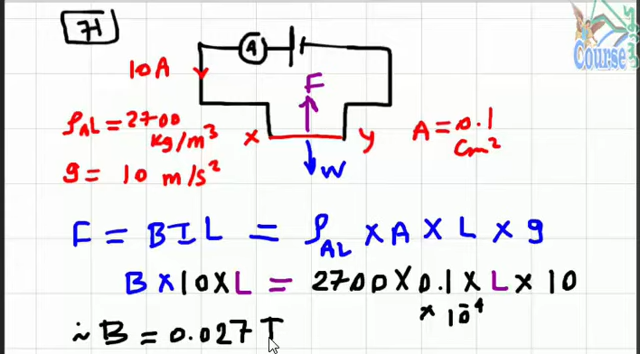 71
A
10A
F
ρAL = 2700 kg/m³
x
y
A = 0.1 cm²
g = 10 m/s²
W
F = BIL = ρAL × A × L × g
B × 10 × L = 2700 × 0.1 × L × 10
× 10⁻⁴
∴ B = 0.027 T
Course